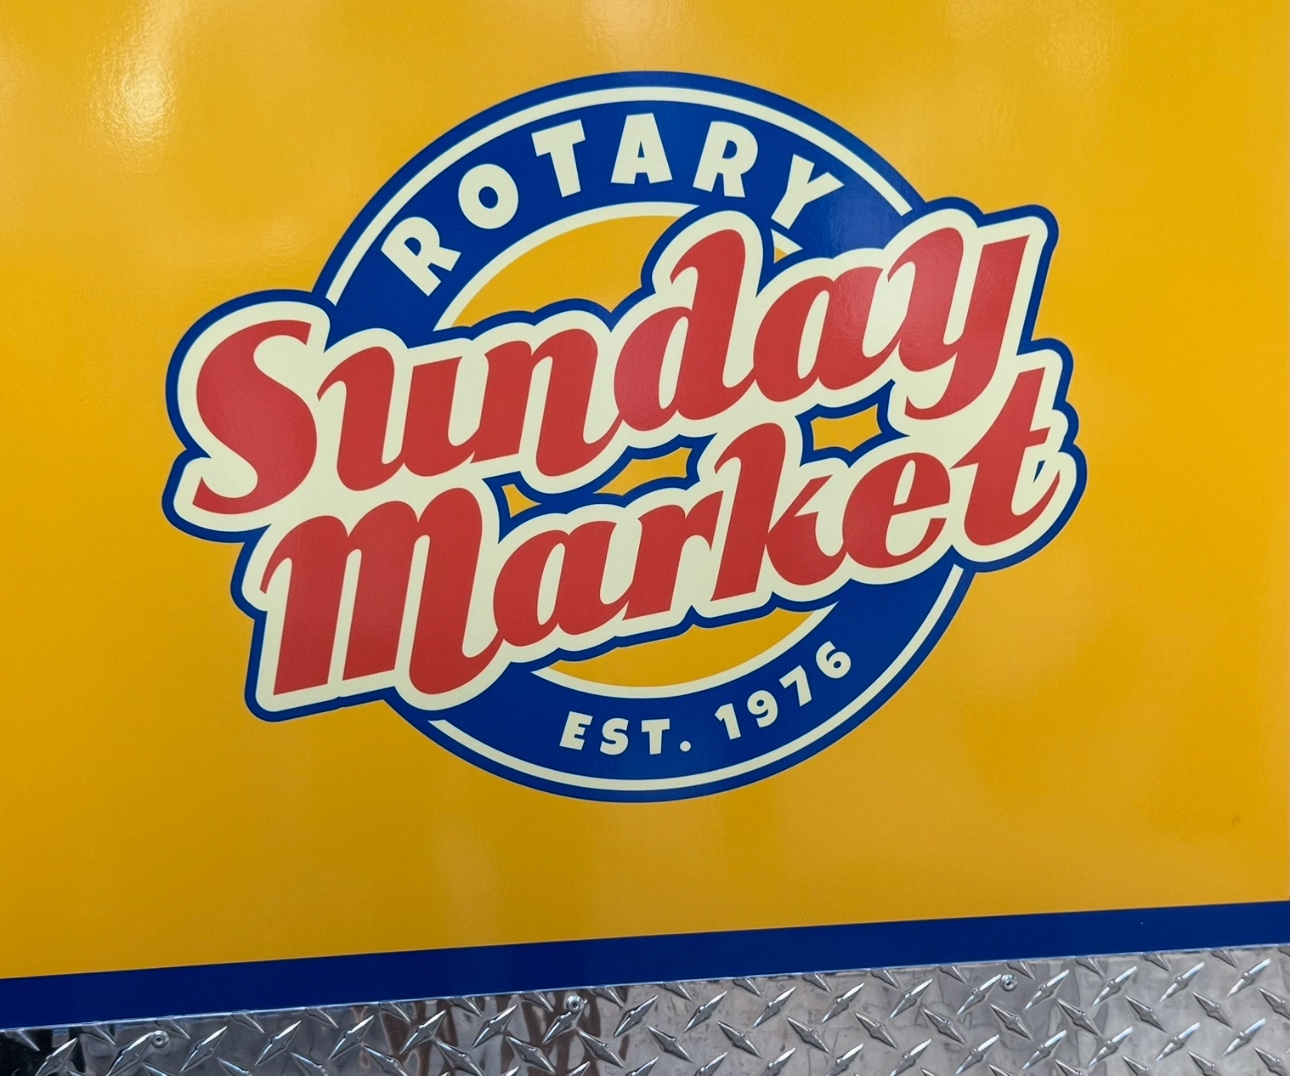 ROTARY
Sunday
Market
EST. 1976